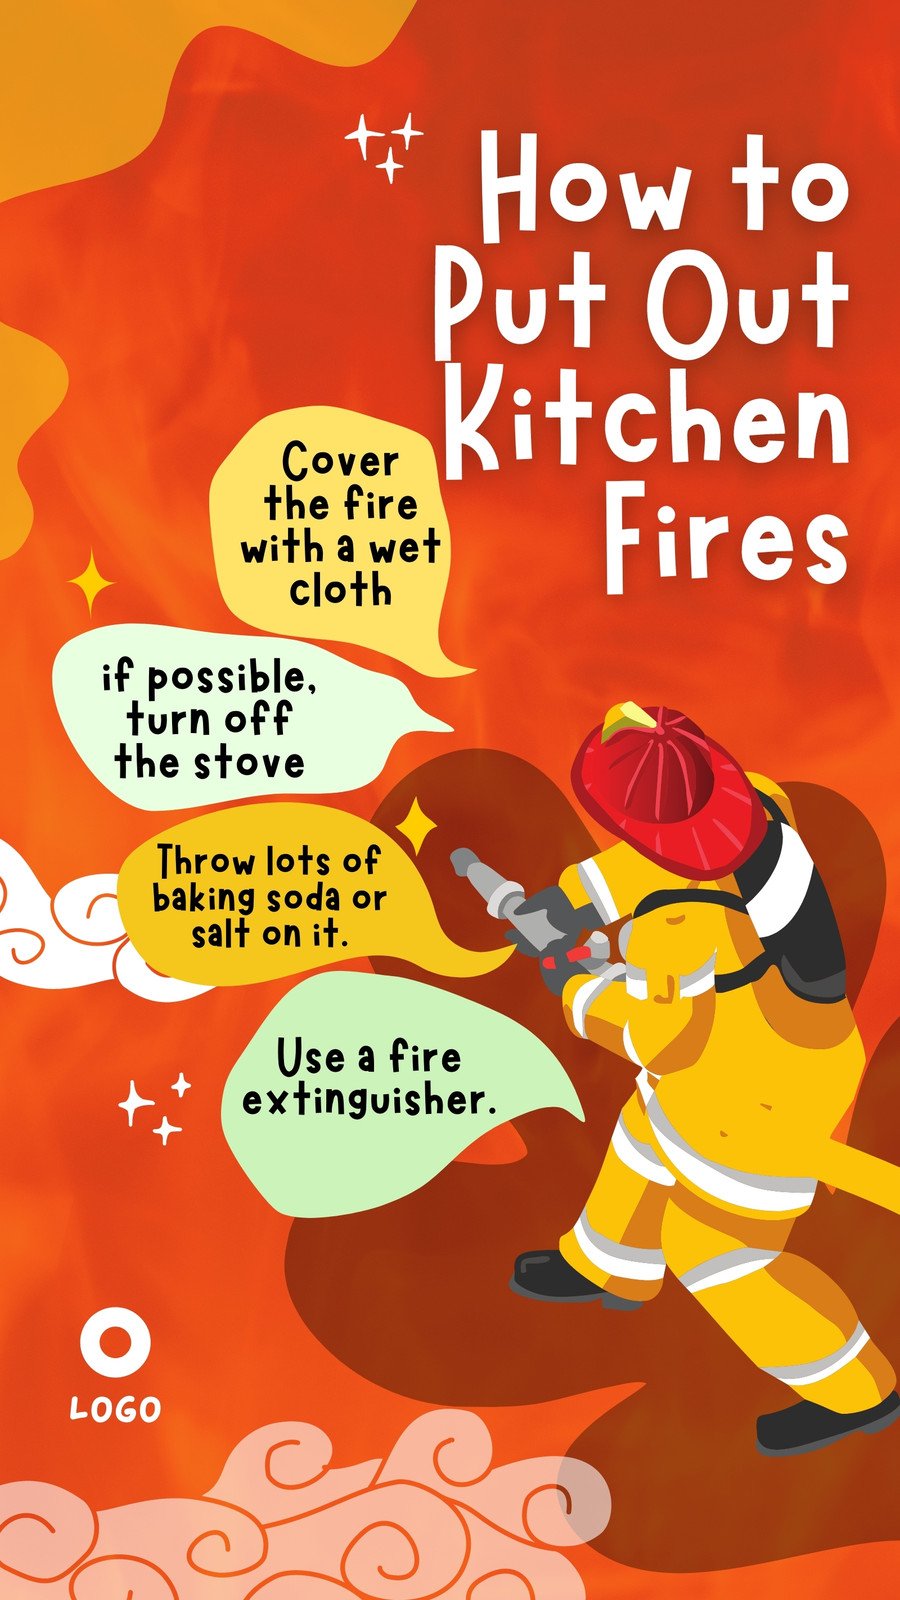 How to
Put Out
Kitchen
Fires
Cover
the fire
with a wet
cloth
if possible,
turn off
the stove
Throw lots of
baking soda or
salt on it.
Use a fire
extinguisher.
LOGO